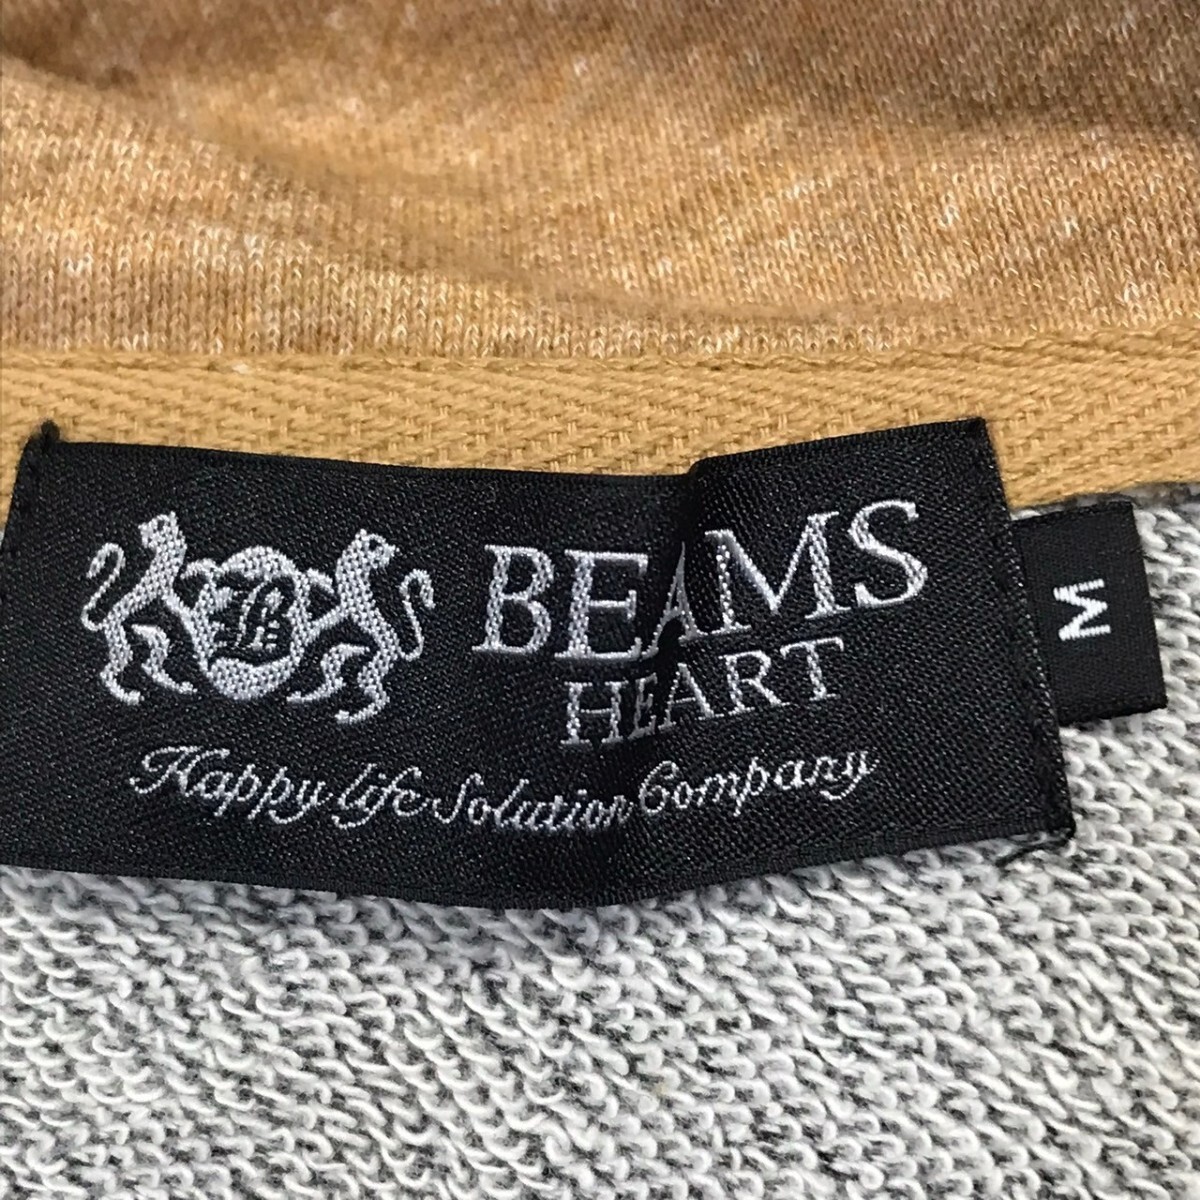 B
BEAMS
HEART
Happy life Solution Company
M